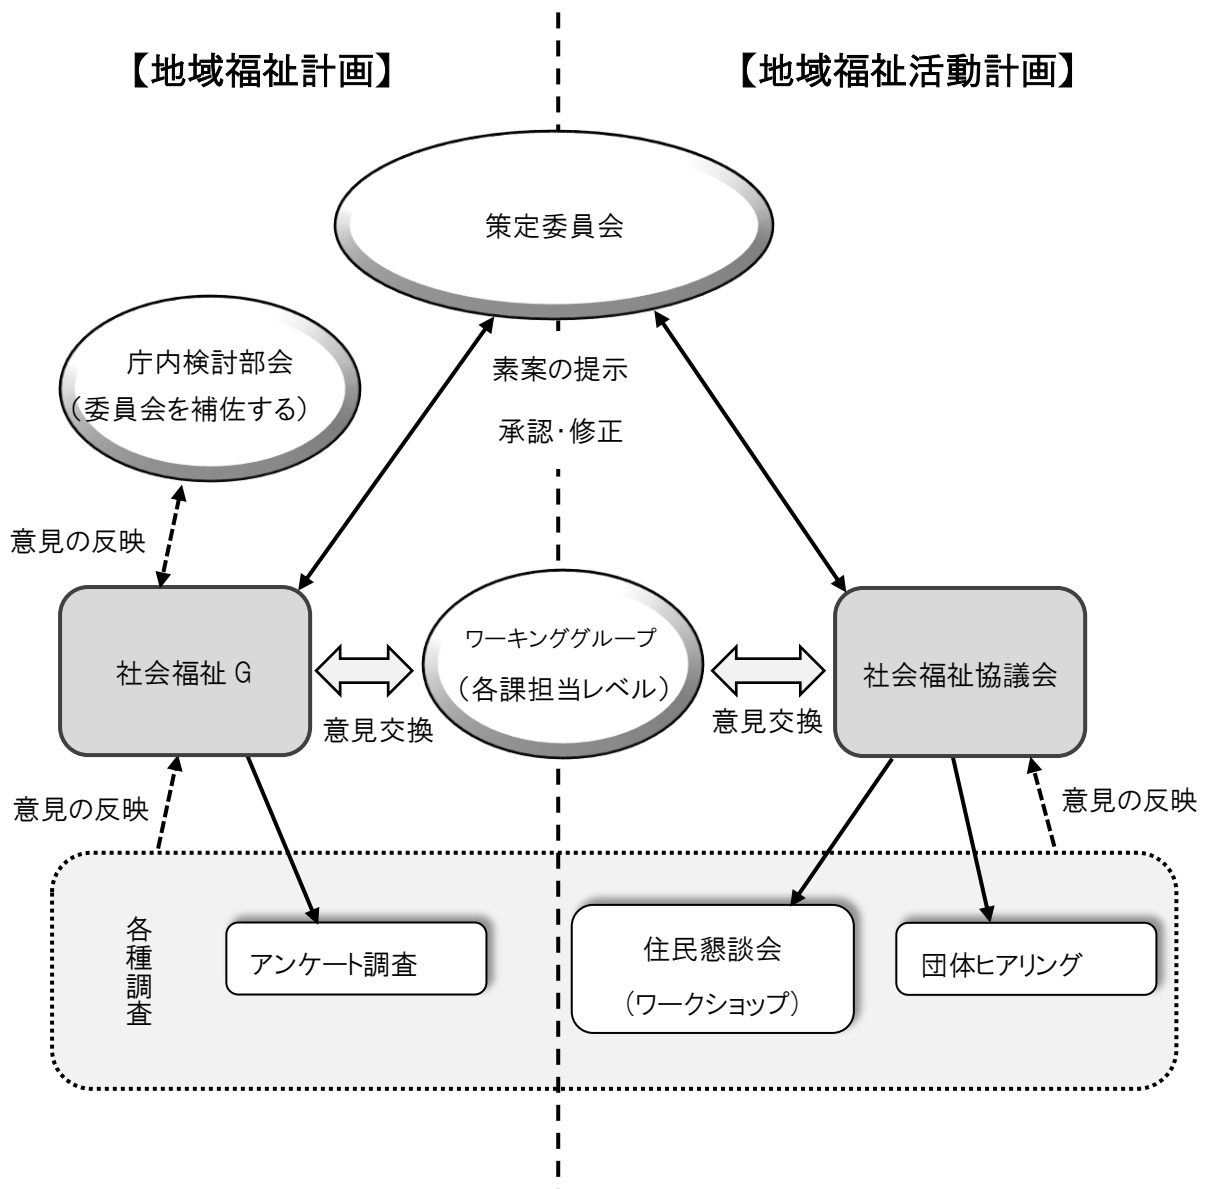 【地域福祉計画】
【地域福祉活動計画】
策定委員会
庁内検討部会
（委員会を補佐する）
素案の提示
承認・修正
意見の反映
社会福祉 G
意見交換
ワーキンググループ
（各課担当レベル）
意見交換
社会福祉協議会
意見の反映
意見の反映
各種調査
アンケート調査
住民懇談会
（ワークショップ）
団体ヒアリング